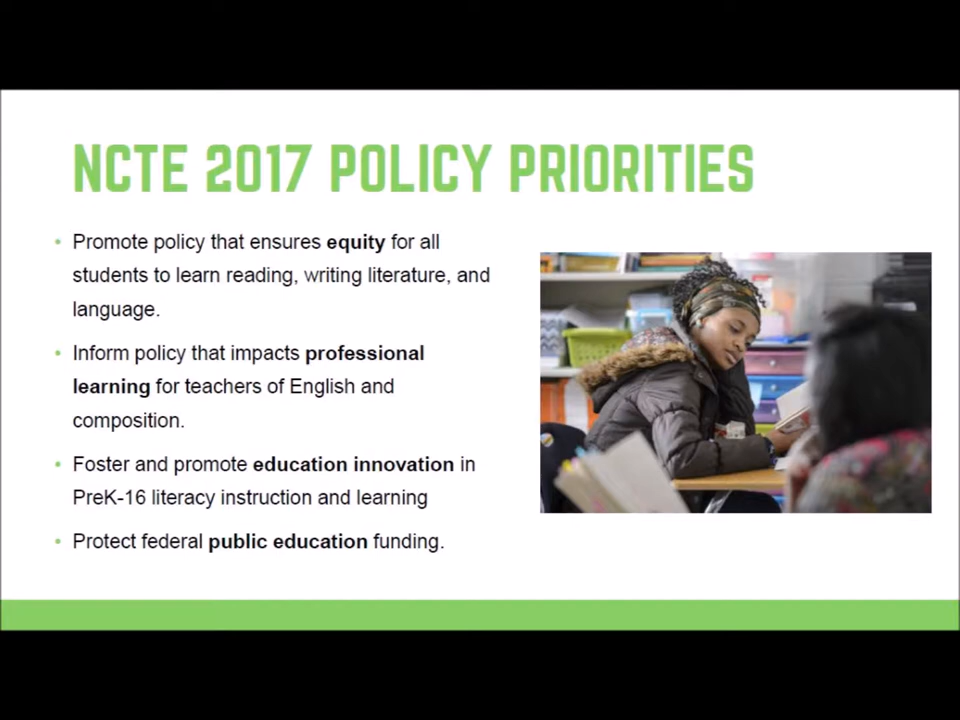 NCTE 2017 POLICY PRIORITIES
• Promote policy that ensures equity for all
students to learn reading, writing literature, and
language.
• Inform policy that impacts professional
learning for teachers of English and
composition.
• Foster and promote education innovation in
PreK-16 literacy instruction and learning
• Protect federal public education funding.